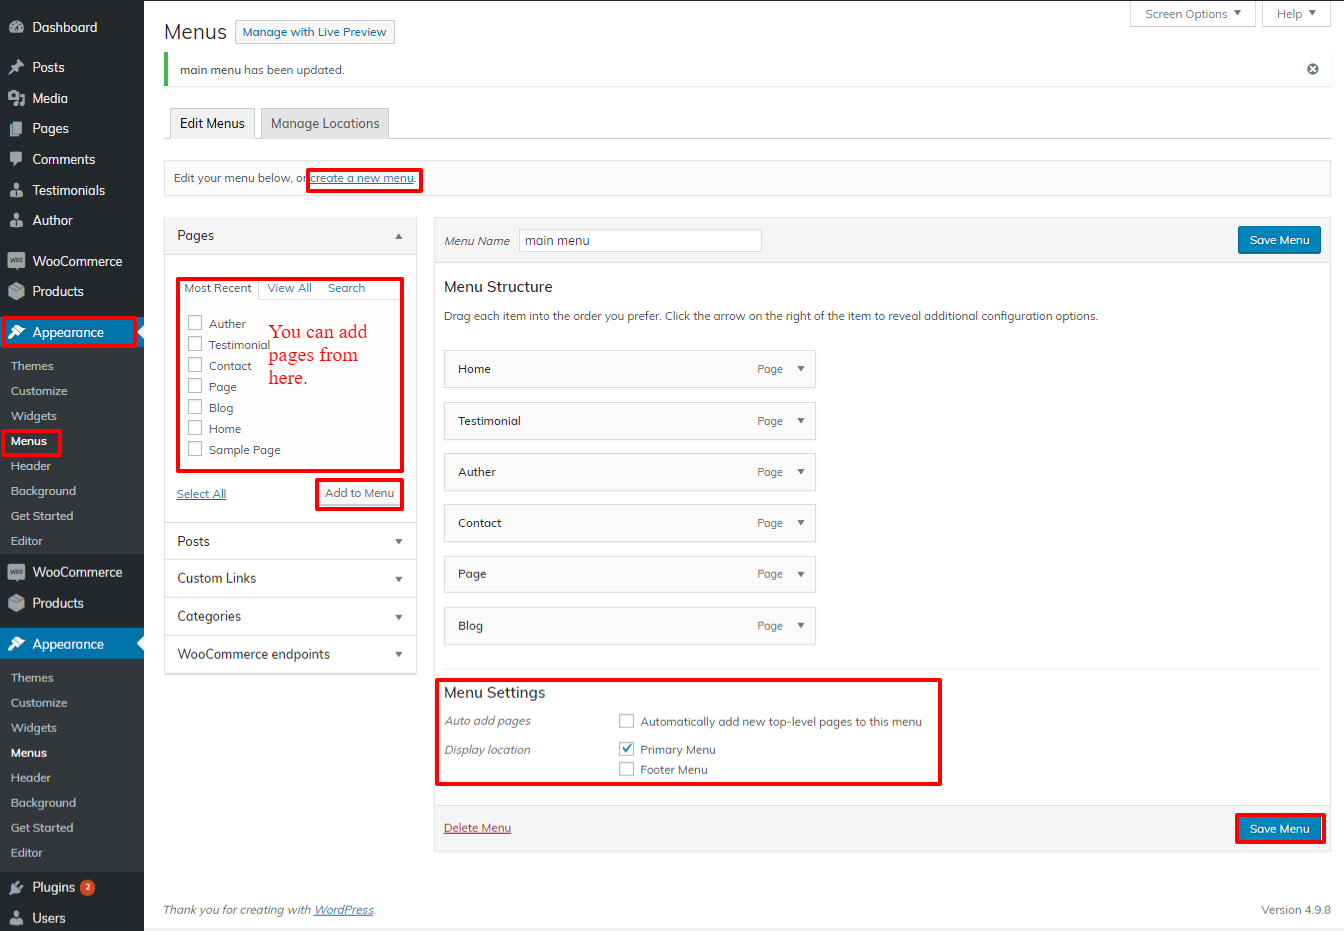 Dashboard
Posts
Media
Pages
Comments
Testimonials
Author
WooCommerce
Products
Appearance
Themes
Customize
Widgets
Menus
Header
Background
Get Started
Editor
WooCommerce
Products
Appearance
Themes
Customize
Widgets
Menus
Header
Background
Get Started
Editor
Plugins 2
Users
Screen Options Help
Menus Manage with Live Preview
main menu has been updated.
Edit Menus Manage Locations
Edit your menu below, or create a new menu.
Pages
Most Recent View All Search
Auther
Testimonial
Contact
Page
Blog
Home
Sample Page
You can add
pages from
here.
Select All Add to Menu
Posts
Custom Links
Categories
WooCommerce endpoints
Menu Name main menu Save Menu
Menu Structure
Drag each item into the order you prefer. Click the arrow on the right of the item to reveal additional configuration options.
Home Page
Testimonial Page
Auther Page
Contact Page
Page Page
Blog Page
Menu Settings
Auto add pages Automatically add new top-level pages to this menu
Display location Primary Menu
Footer Menu
Delete Menu Save Menu
Thank you for creating with WordPress. Version 4.9.8